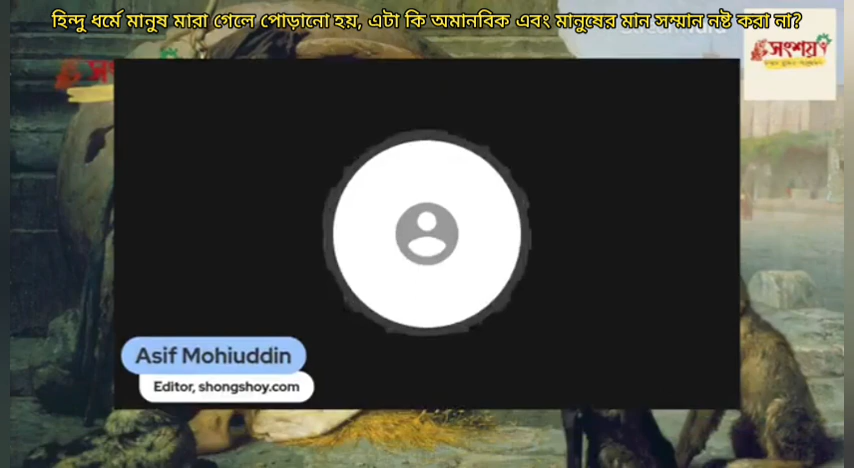 হিন্দু ধর্মে মানুষ মারা গেলে পোড়ানো হয়, এটা কি অমানবিক এবং মানুষের মান সম্মান নষ্ট করা না?
সংশয়
Asif Mohiuddin
Editor, shongshoy.com